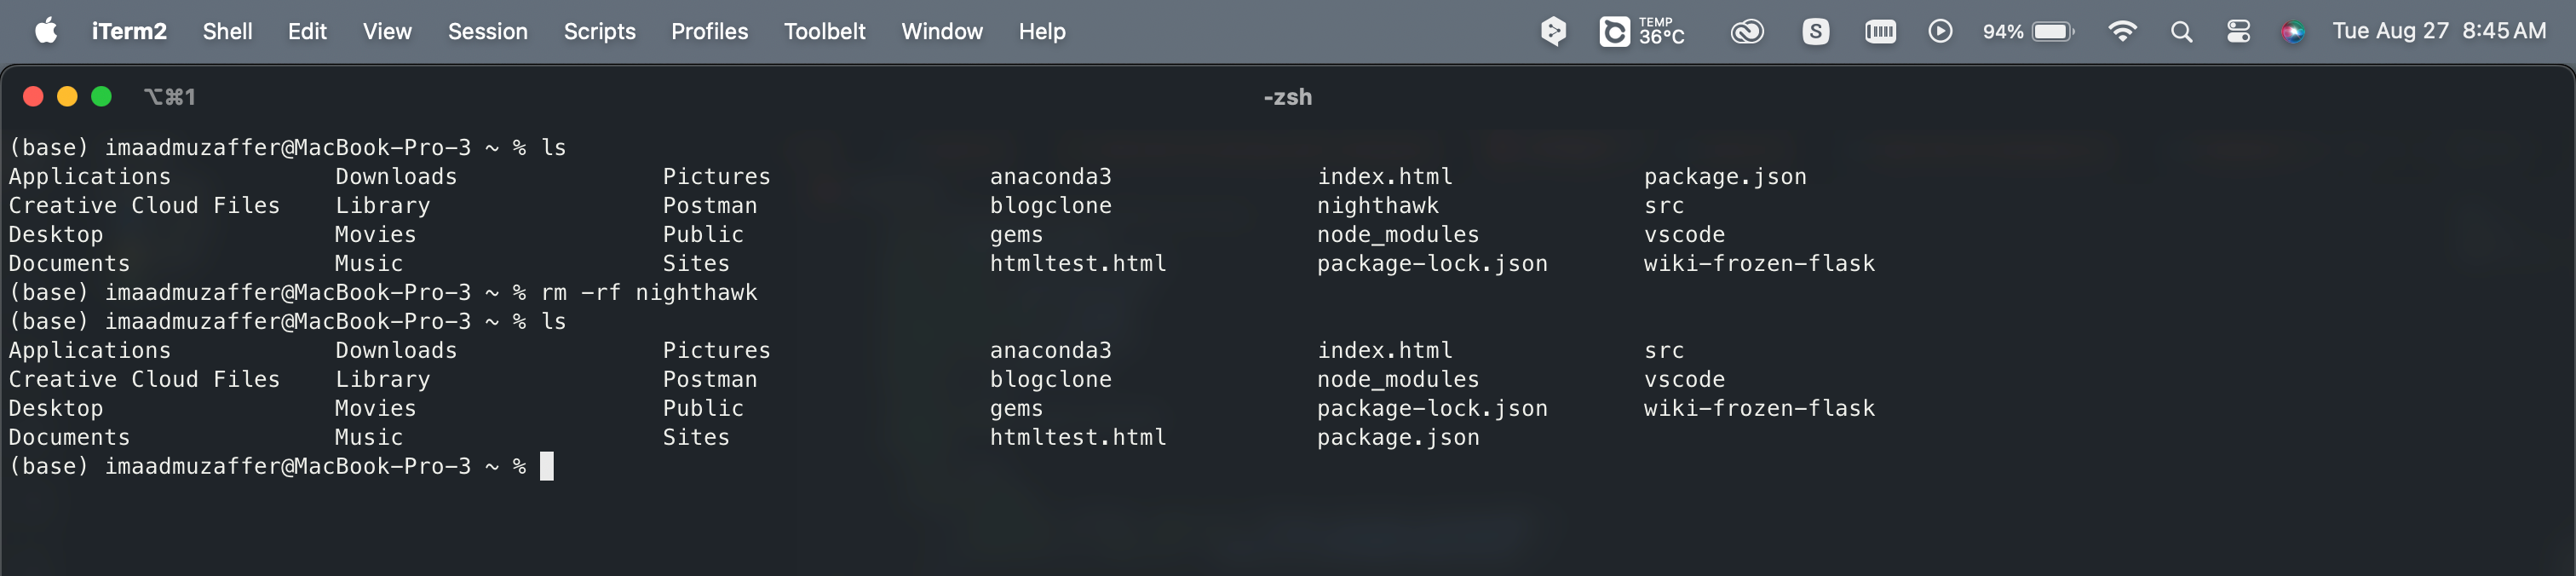 iTerm2 Shell Edit View Session Scripts Profiles Toolbelt Window Help TEMP 36°C S 94% Tue Aug 27 8:45 AM
⌥⌘1 -zsh
(base) imaadmuzaffer@MacBook-Pro-3 ~ % ls
Applications Downloads Pictures anaconda3 index.html package.json
Creative Cloud Files Library Postman blogclone nighthawk src
Desktop Movies Public gems node_modules vscode
Documents Music Sites htmltest.html package-lock.json wiki-frozen-flask
(base) imaadmuzaffer@MacBook-Pro-3 ~ % rm -rf nighthawk
(base) imaadmuzaffer@MacBook-Pro-3 ~ % ls
Applications Downloads Pictures anaconda3 index.html src
Creative Cloud Files Library Postman blogclone node_modules vscode
Desktop Movies Public gems package-lock.json wiki-frozen-flask
Documents Music Sites htmltest.html package.json
(base) imaadmuzaffer@MacBook-Pro-3 ~ %